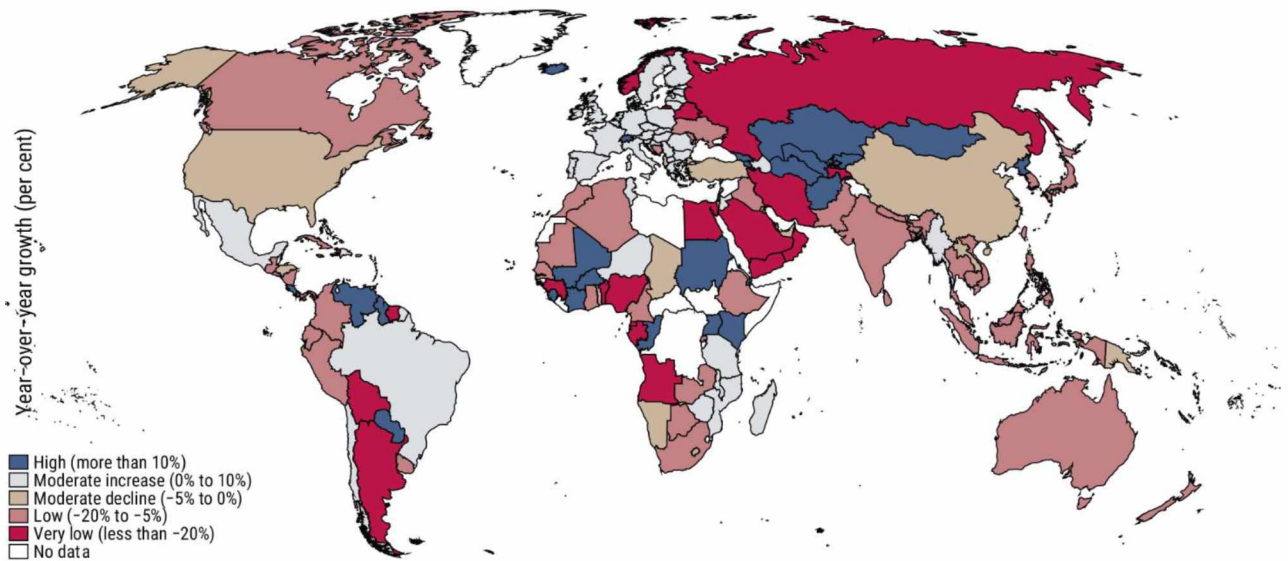 Year-over-year growth (per cent)
High (more than 10%)
Moderate increase (0% to 10%)
Moderate decline (−5% to 0%)
Low (−20% to −5%)
Very low (less than −20%)
No data